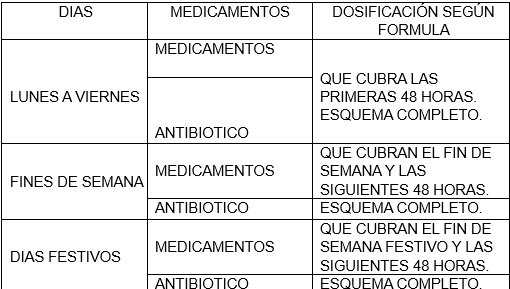 DIAS MEDICAMENTOS DOSIFICACIÓN SEGÚN
FORMULA
LUNES A VIERNES
MEDICAMENTOS
ANTIBIOTICO
QUE CUBRA LAS
PRIMERAS 48 HORAS.
ESQUEMA COMPLETO.
FINES DE SEMANA
MEDICAMENTOS
QUE CUBRAN EL FIN DE
SEMANA Y LAS
SIGUIENTES 48 HORAS.
ANTIBIOTICO ESQUEMA COMPLETO.
DIAS FESTIVOS
MEDICAMENTOS
QUE CUBRAN EL FIN DE
SEMANA FESTIVO Y LAS
SIGUIENTES 48 HORAS.
ANTIBIOTICO ESQUEMA COMPLETO.